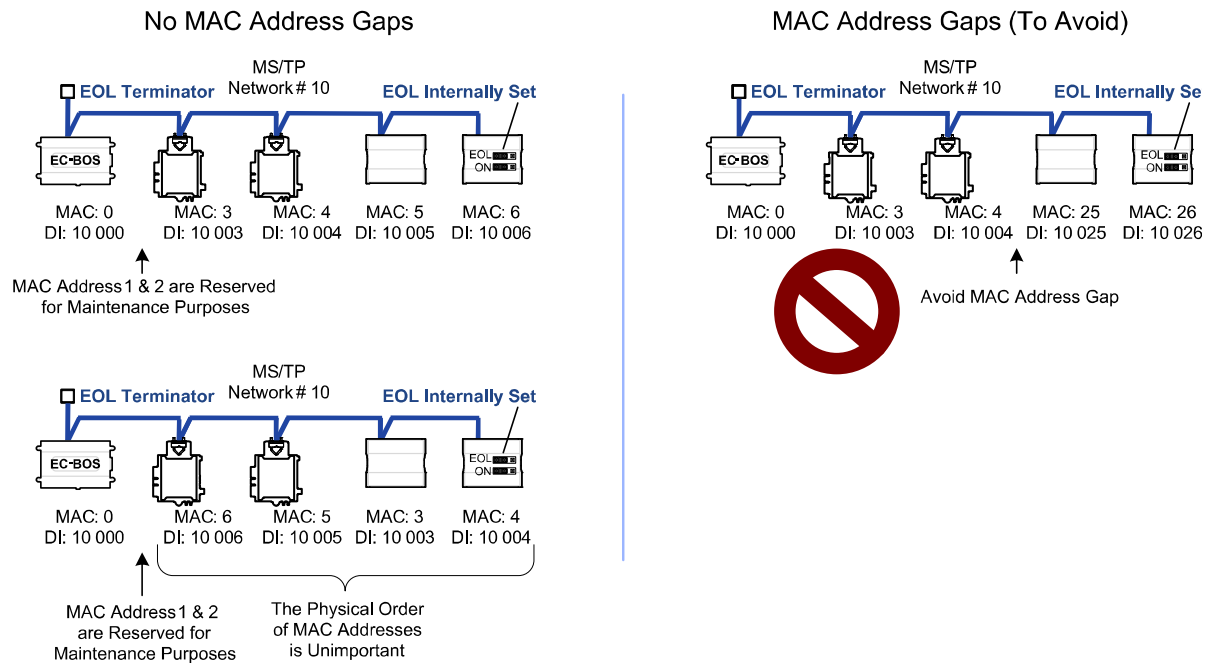 No MAC Address Gaps
MS/TP
Network # 10
EOL Terminator
EOL Internally Set
EC-BOS
EOL
ON
MAC: 0
DI: 10 000
MAC: 3
DI: 10 003
MAC: 4
DI: 10 004
MAC: 5
DI: 10 005
MAC: 6
DI: 10 006
MAC Address 1 & 2 are Reserved
for Maintenance Purposes
MS/TP
Network # 10
EOL Terminator
EOL Internally Set
EC-BOS
EOL
ON
MAC: 0
DI: 10 000
MAC: 6
DI: 10 006
MAC: 5
DI: 10 005
MAC: 3
DI: 10 003
MAC: 4
DI: 10 004
MAC Address 1 & 2
are Reserved for
Maintenance Purposes
The Physical Order
of MAC Addresses
is Unimportant
MAC Address Gaps (To Avoid)
MS/TP
Network # 10
EOL Terminator
EOL Internally Se
EC-BOS
EOL
ON
MAC: 0
DI: 10 000
MAC: 3
DI: 10 003
MAC: 4
DI: 10 004
MAC: 25
DI: 10 025
MAC: 26
DI: 10 026
Avoid MAC Address Gap